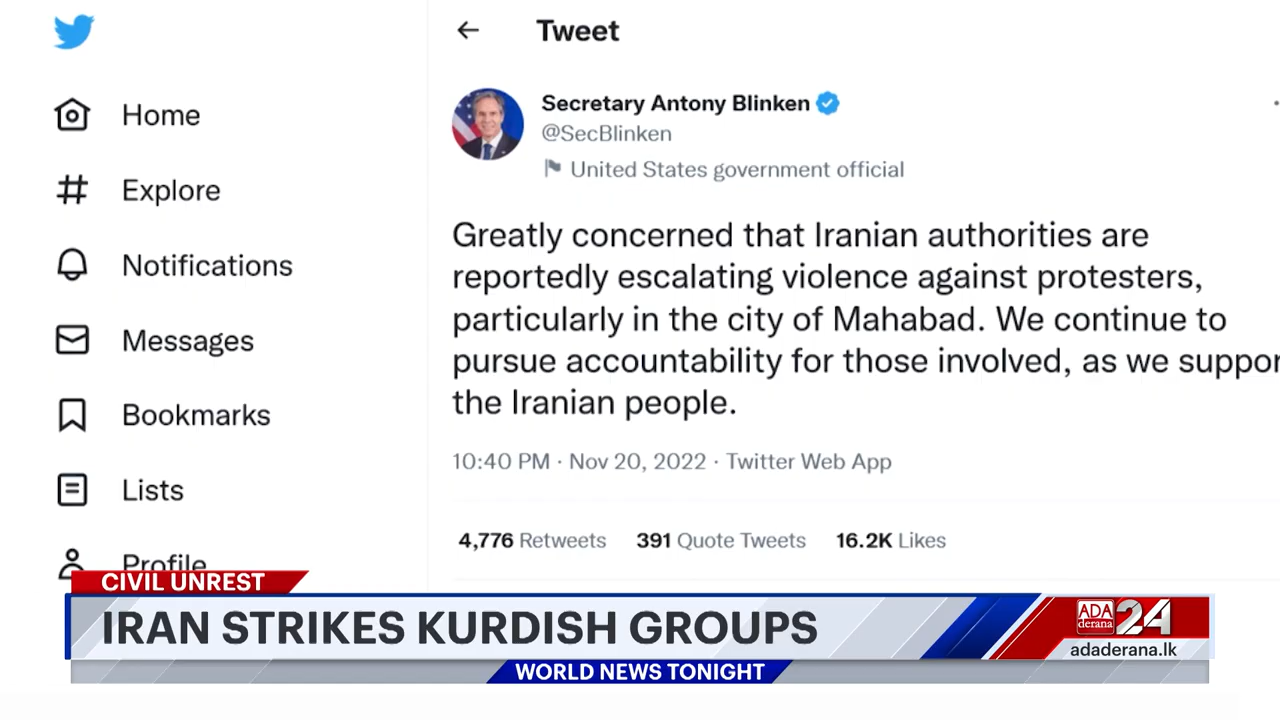 Tweet
Home
Explore
Notifications
Messages
Bookmarks
Lists
Profile
Secretary Antony Blinken
@SecBlinken
United States government official
Greatly concerned that Iranian authorities are
reportedly escalating violence against protesters,
particularly in the city of Mahabad. We continue to
pursue accountability for those involved, as we suppor
the Iranian people.
10:40 PM · Nov 20, 2022 · Twitter Web App
4,776 Retweets 391 Quote Tweets 16.2K Likes
CIVIL UNREST
IRAN STRIKES KURDISH GROUPS
ADA
derana 24
adaderana.lk
WORLD NEWS TONIGHT